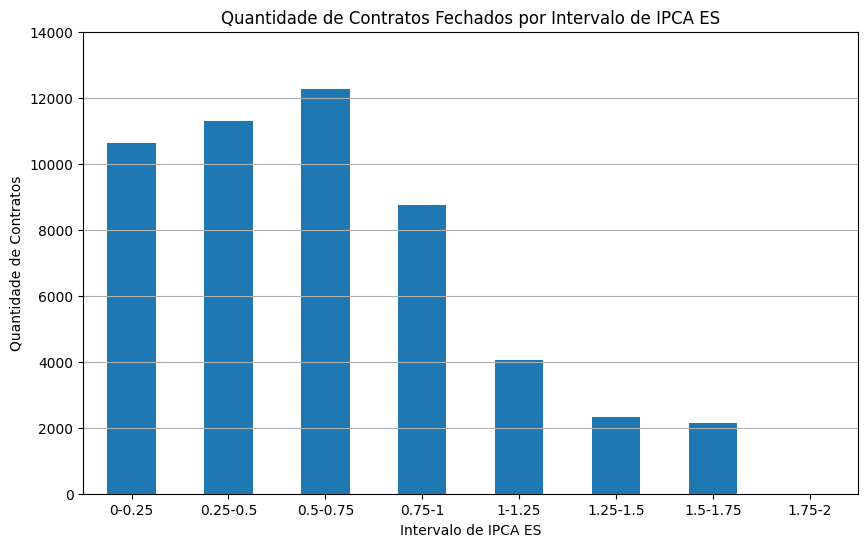 Quantidade de Contratos Fechados por Intervalo de IPCA ES
14000
12000
10000
8000
6000
4000
2000
0
Quantidade de Contratos
0-0.25 0.25-0.5 0.5-0.75 0.75-1 1-1.25 1.25-1.5 1.5-1.75 1.75-2
Intervalo de IPCA ES